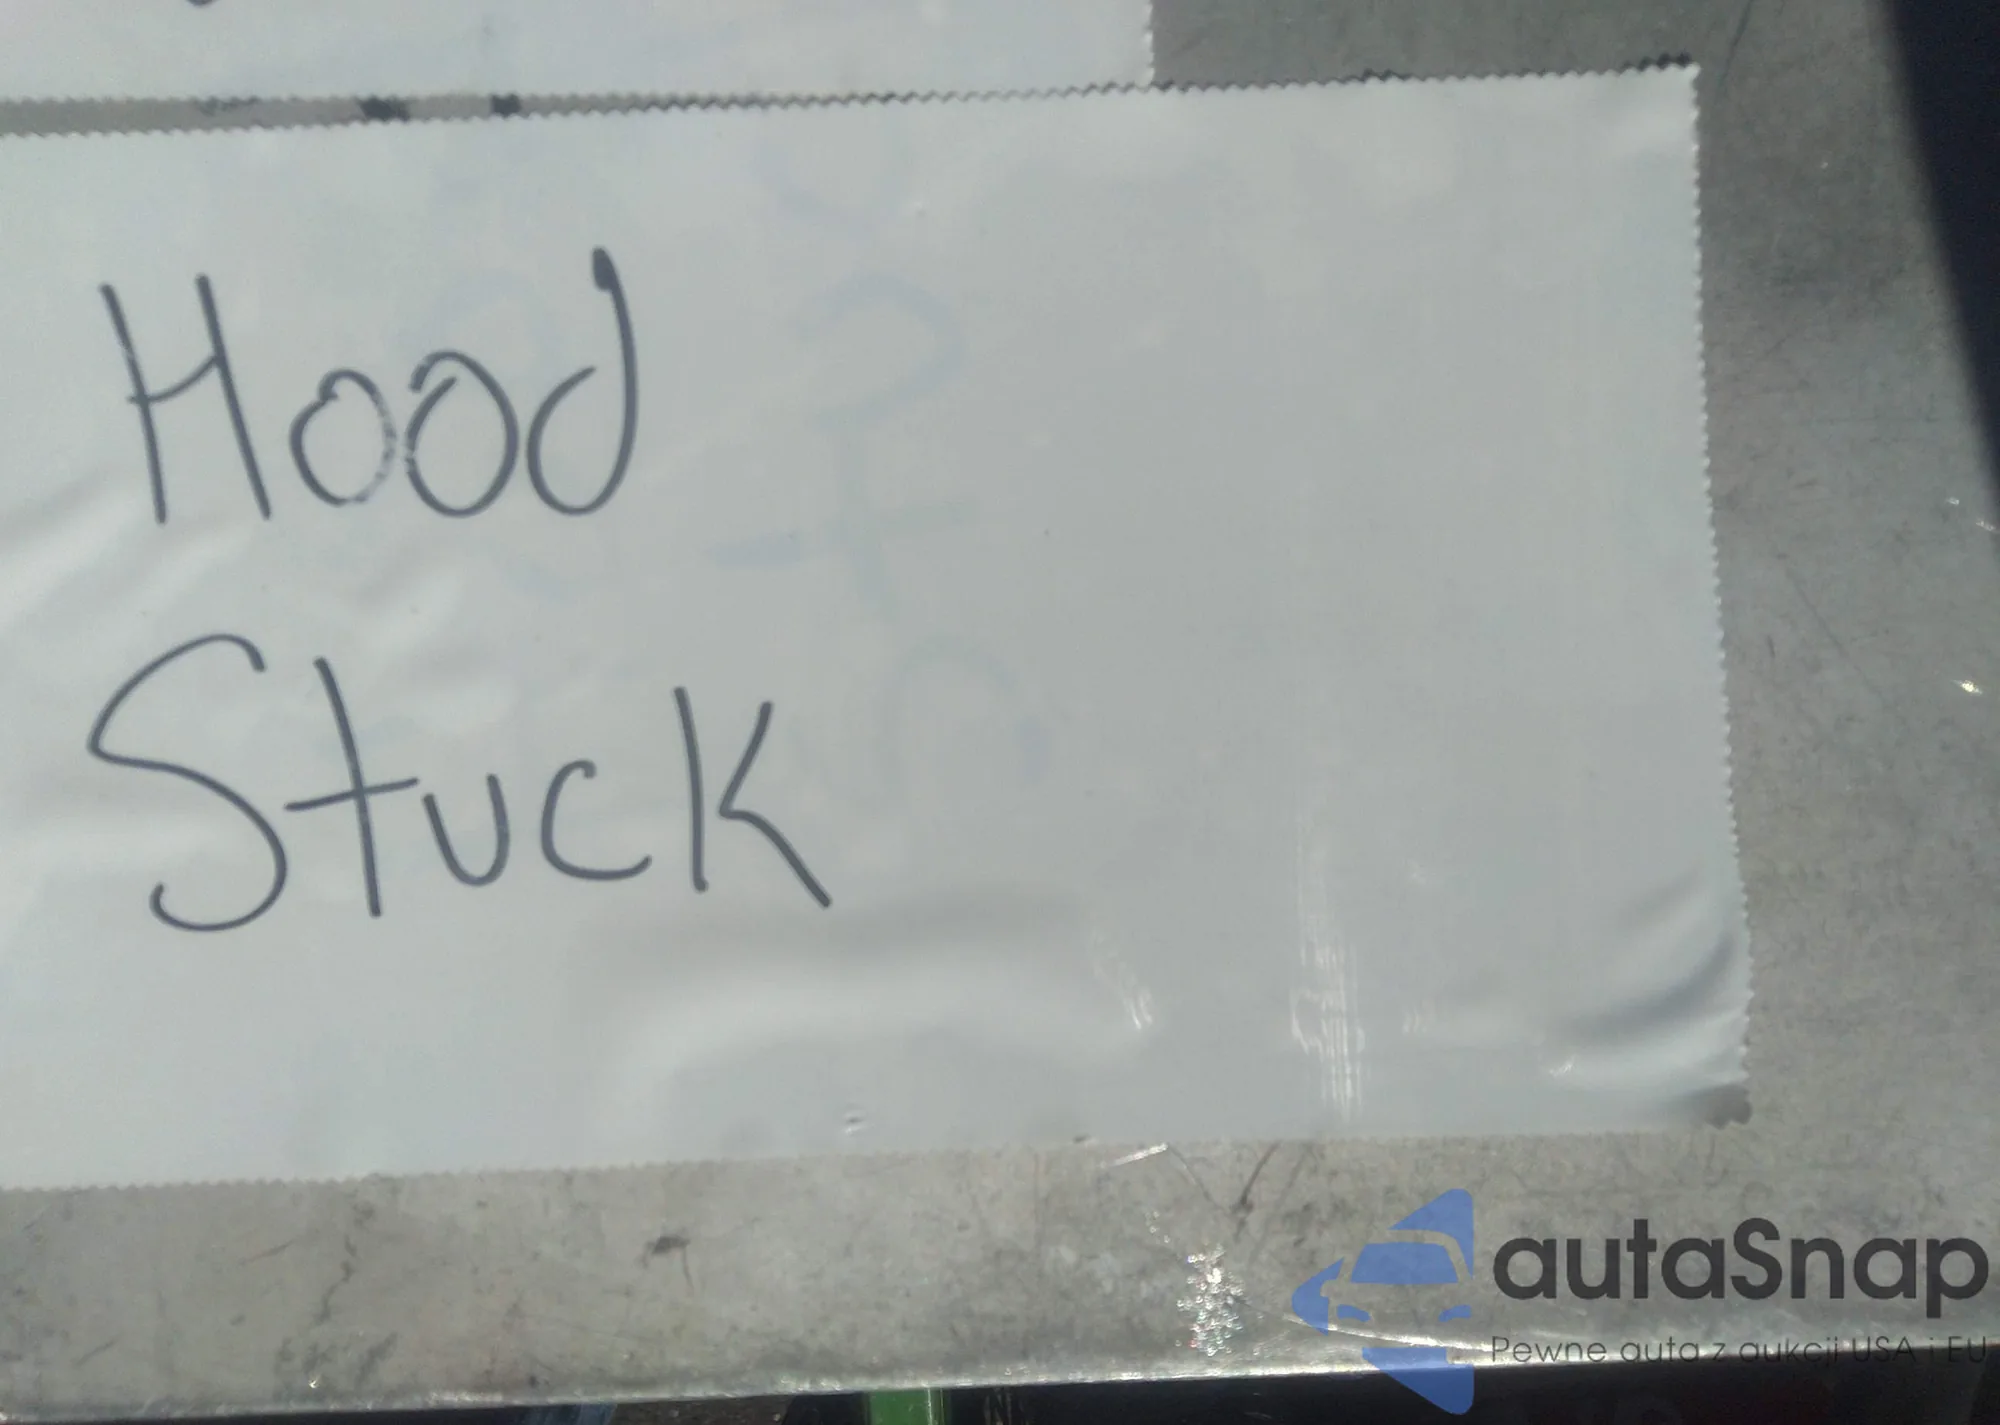 Hood
Stuck
autaSnap
Pewne auta z aukcji USA i EU